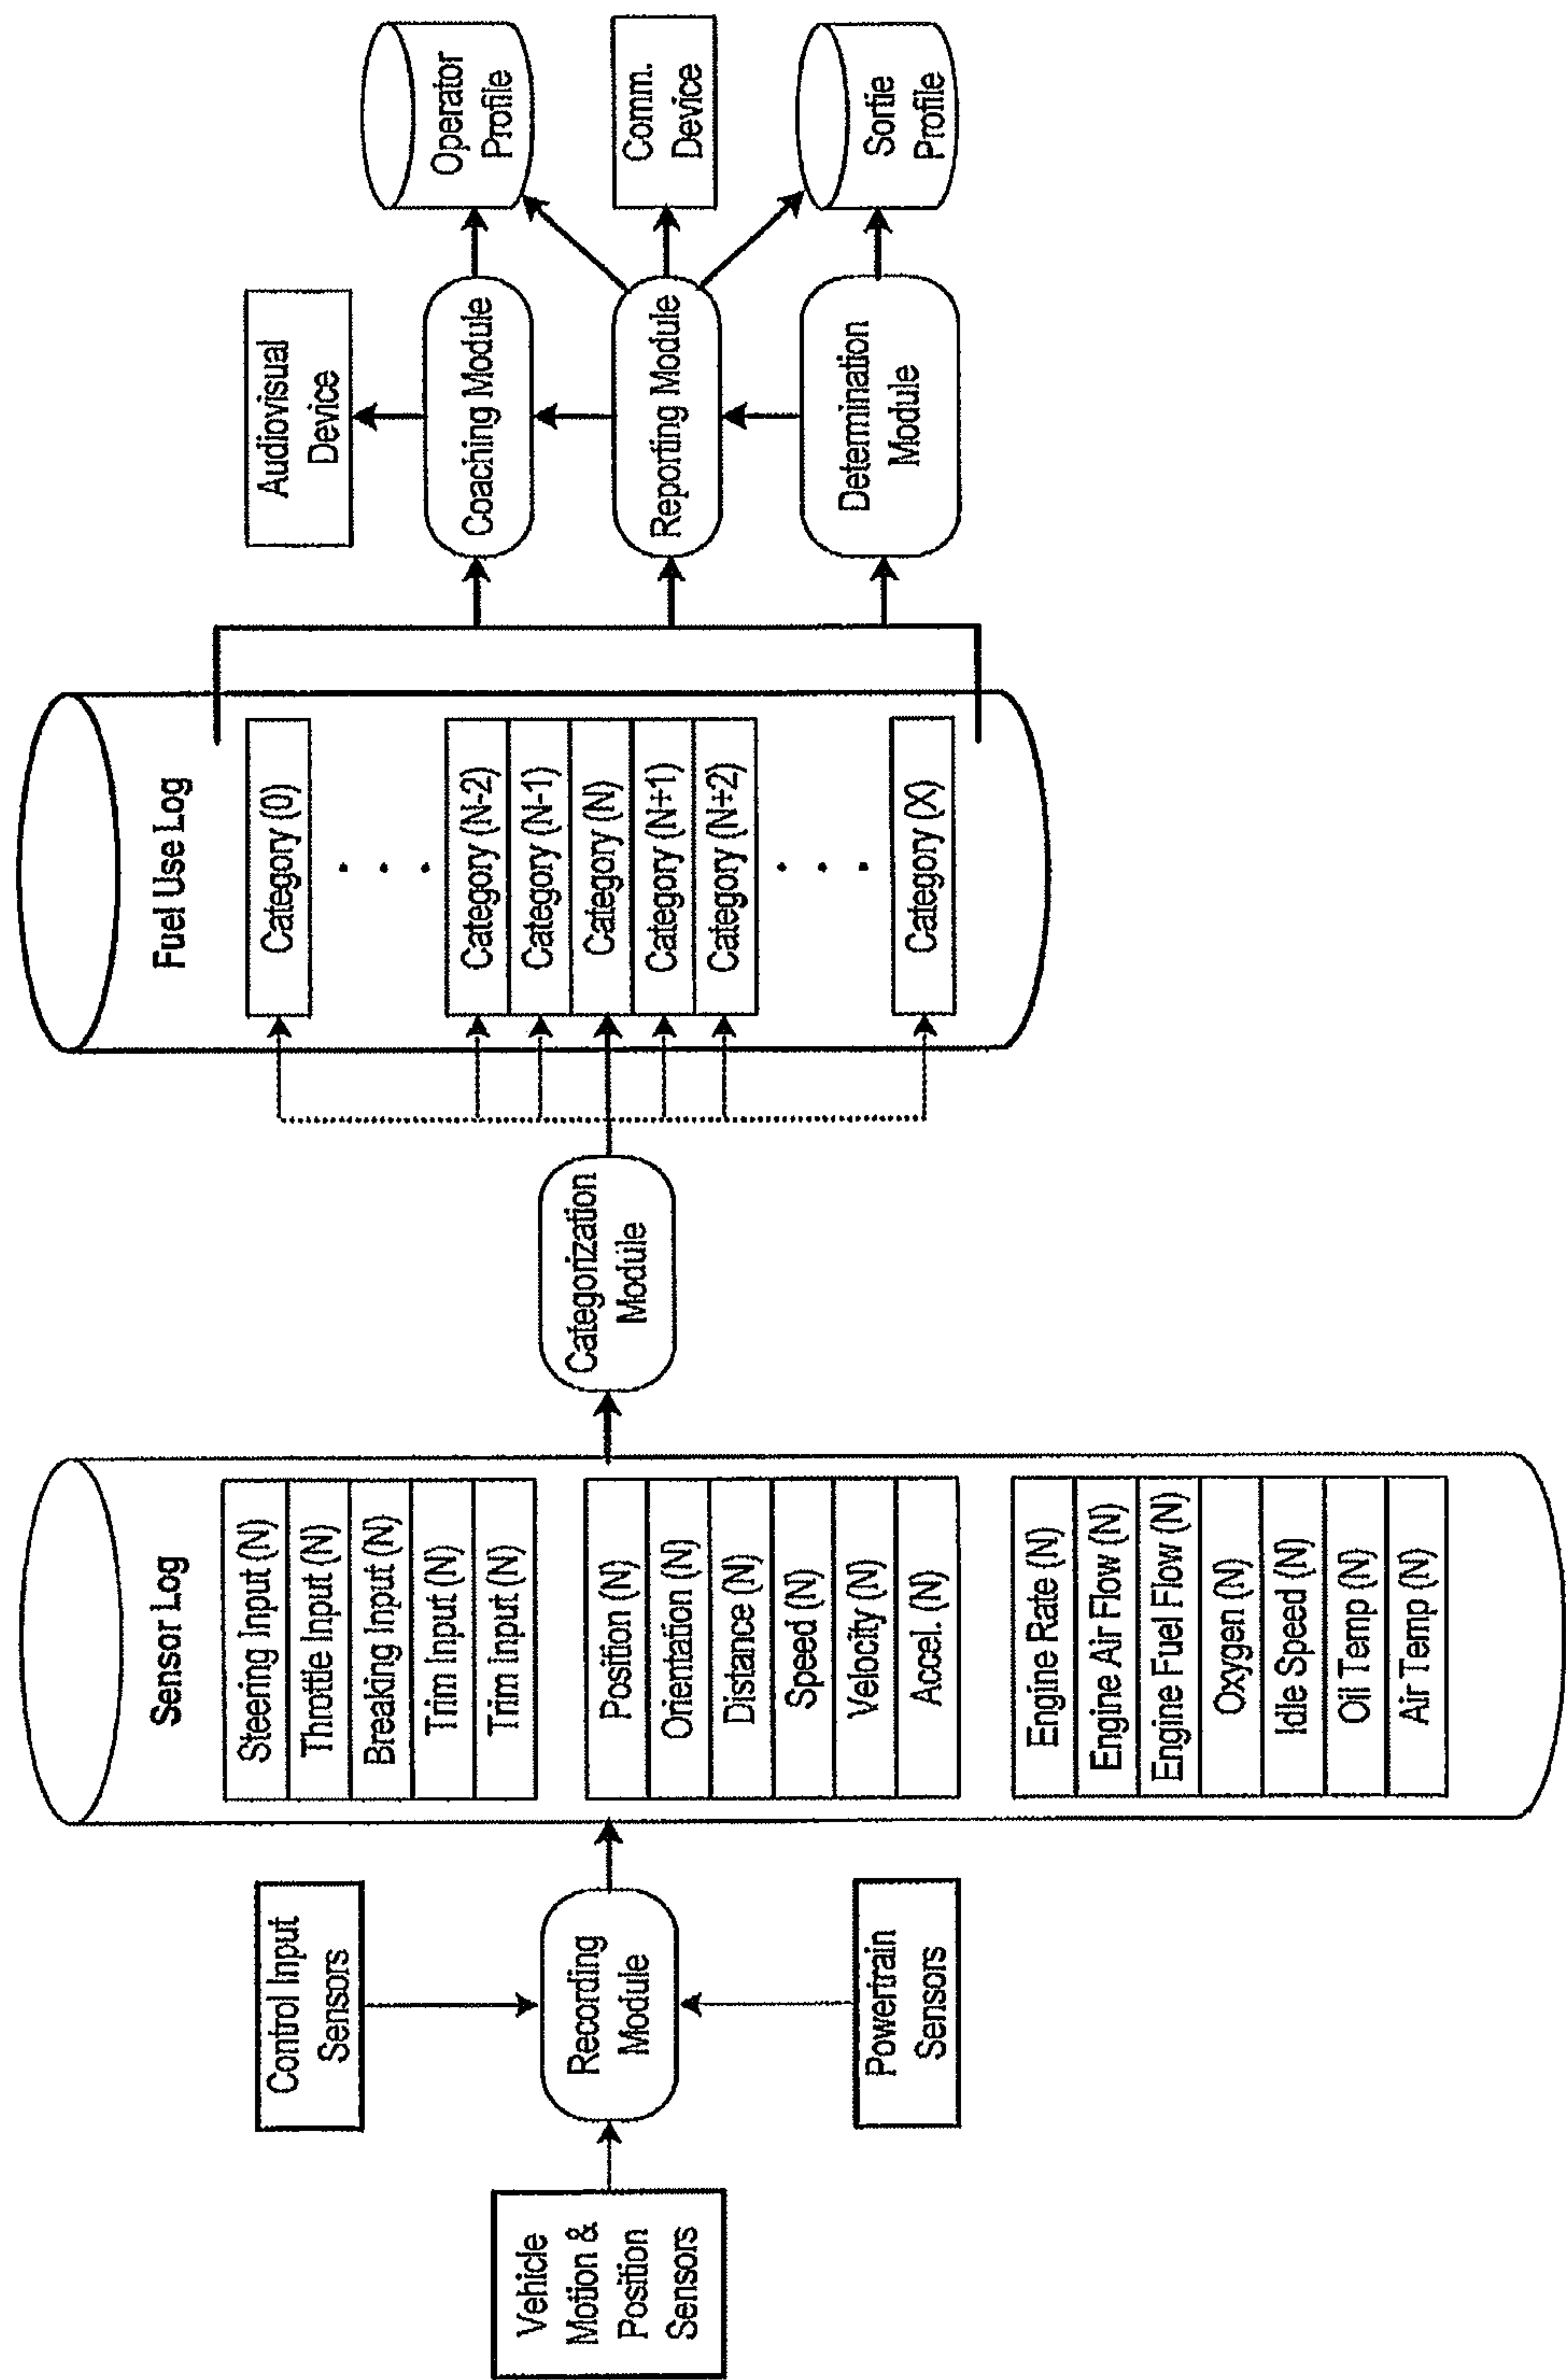 Vehicle
Motion &
Position
Sensors
Control Input
Sensors
Recording
Module
Powertrain
Sensors
Sensor Log
Steering Input (N)
Throttle Input (N)
Breaking Input (N)
Trim Input (N)
Trim Input (N)
Position (N)
Orientation (N)
Distance (N)
Speed (N)
Velocity (N)
Accel. (N)
Engine Rate (N)
Engine Air Flow (N)
Engine Fuel Flow (N)
Oxygen (N)
Idle Speed (N)
Oil Temp (N)
Air Temp (N)
Categorization
Module
Fuel Use Log
Category (0)
. . .
Category (N-2)
Category (N-1)
Category (N)
Category (N+1)
Category (N+2)
. . .
Category (X)
Audiovisual
Device
Coaching Module
Reporting Module
Determination
Module
Operator
Profile
Comm.
Device
Sortie
Profile